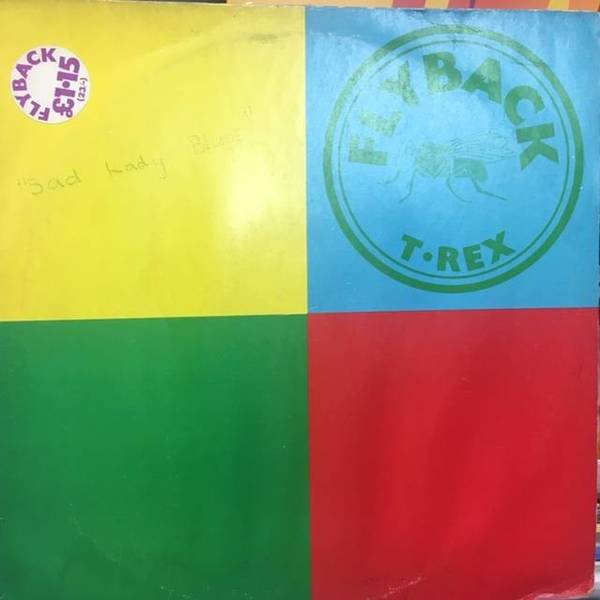 FLYBACK
£1·15
(23/-)
FLYBACK
T·REX
"Sad Lady Blues"